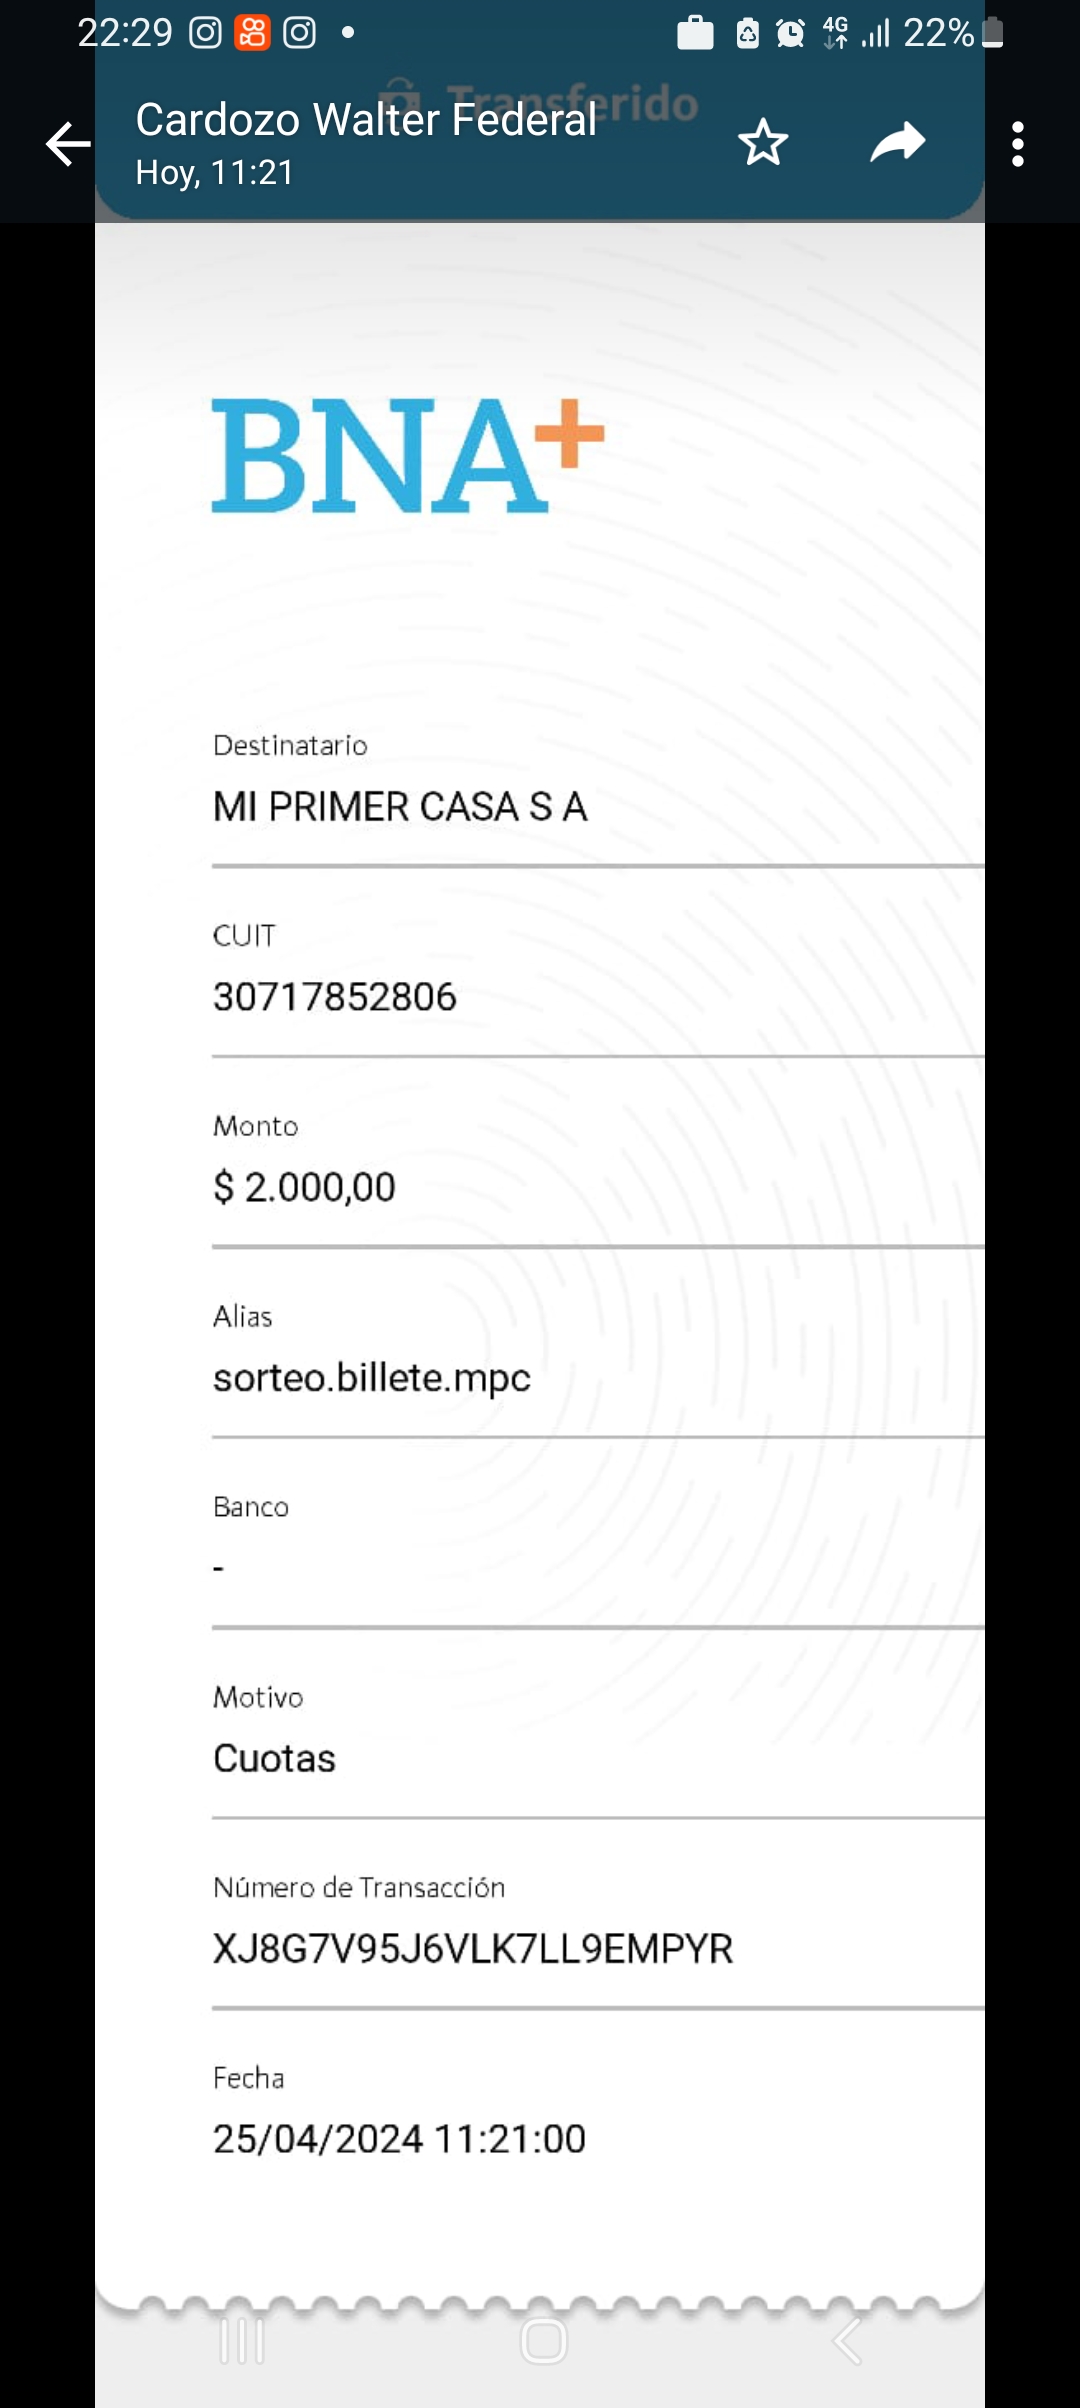 22:29
4G
22%
Transferido
Cardozo Walter Federal
Hoy, 11:21
BNA+
Destinatario
MI PRIMER CASA S A
CUIT
30717852806
Monto
$ 2.000,00
Alias
sorteo.billete.mpc
Banco
-
Motivo
Cuotas
Número de Transacción
XJ8G7V95J6VLK7LL9EMPYR
Fecha
25/04/2024 11:21:00